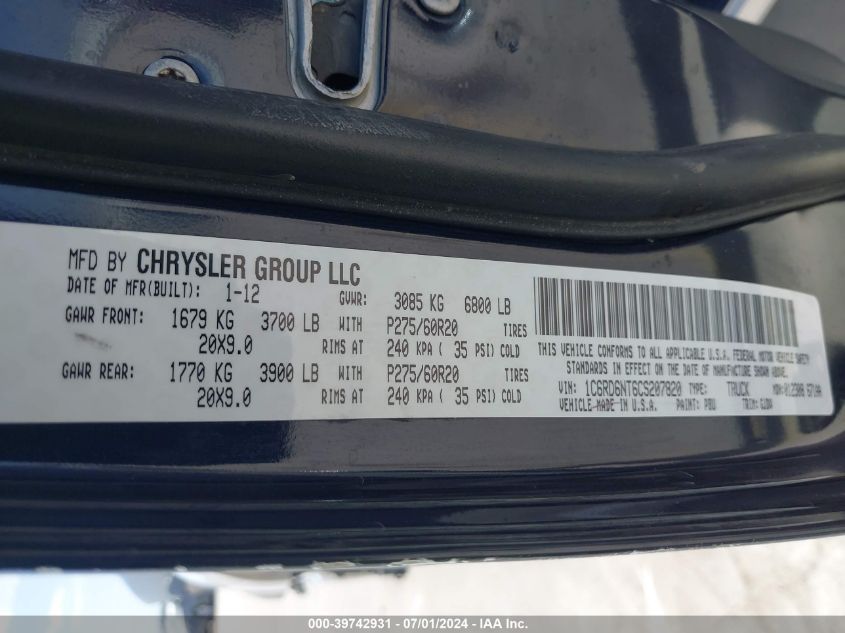 MFD BY CHRYSLER GROUP LLC
DATE OF MFR(BUILT): 1-12 GVWR: 3085 KG 6800 LB
GAWR FRONT: 1679 KG 3700 LB WITH P275/60R20 TIRES
20X9.0 RIMS AT 240 KPA ( 35 PSI) COLD
GAWR REAR: 1770 KG 3900 LB WITH P275/60R20 TIRES
20X9.0 RIMS AT 240 KPA ( 35 PSI) COLD
THIS VEHICLE CONFORMS TO ALL APPLICABLE U.S.A. FEDERAL MOTOR VEHICLE SAFETY
STANDARDS IN EFFECT ON THE DATE OF MANUFACTURE SHOWN ABOVE.
VIN: 1C6RD6NT6CS207820 TYPE: TRUCK MDH:
VEHICLE MADE IN U.S.A. PAINT: PBU TRIM:
000-39742931 - 07/01/2024 - IAA Inc.